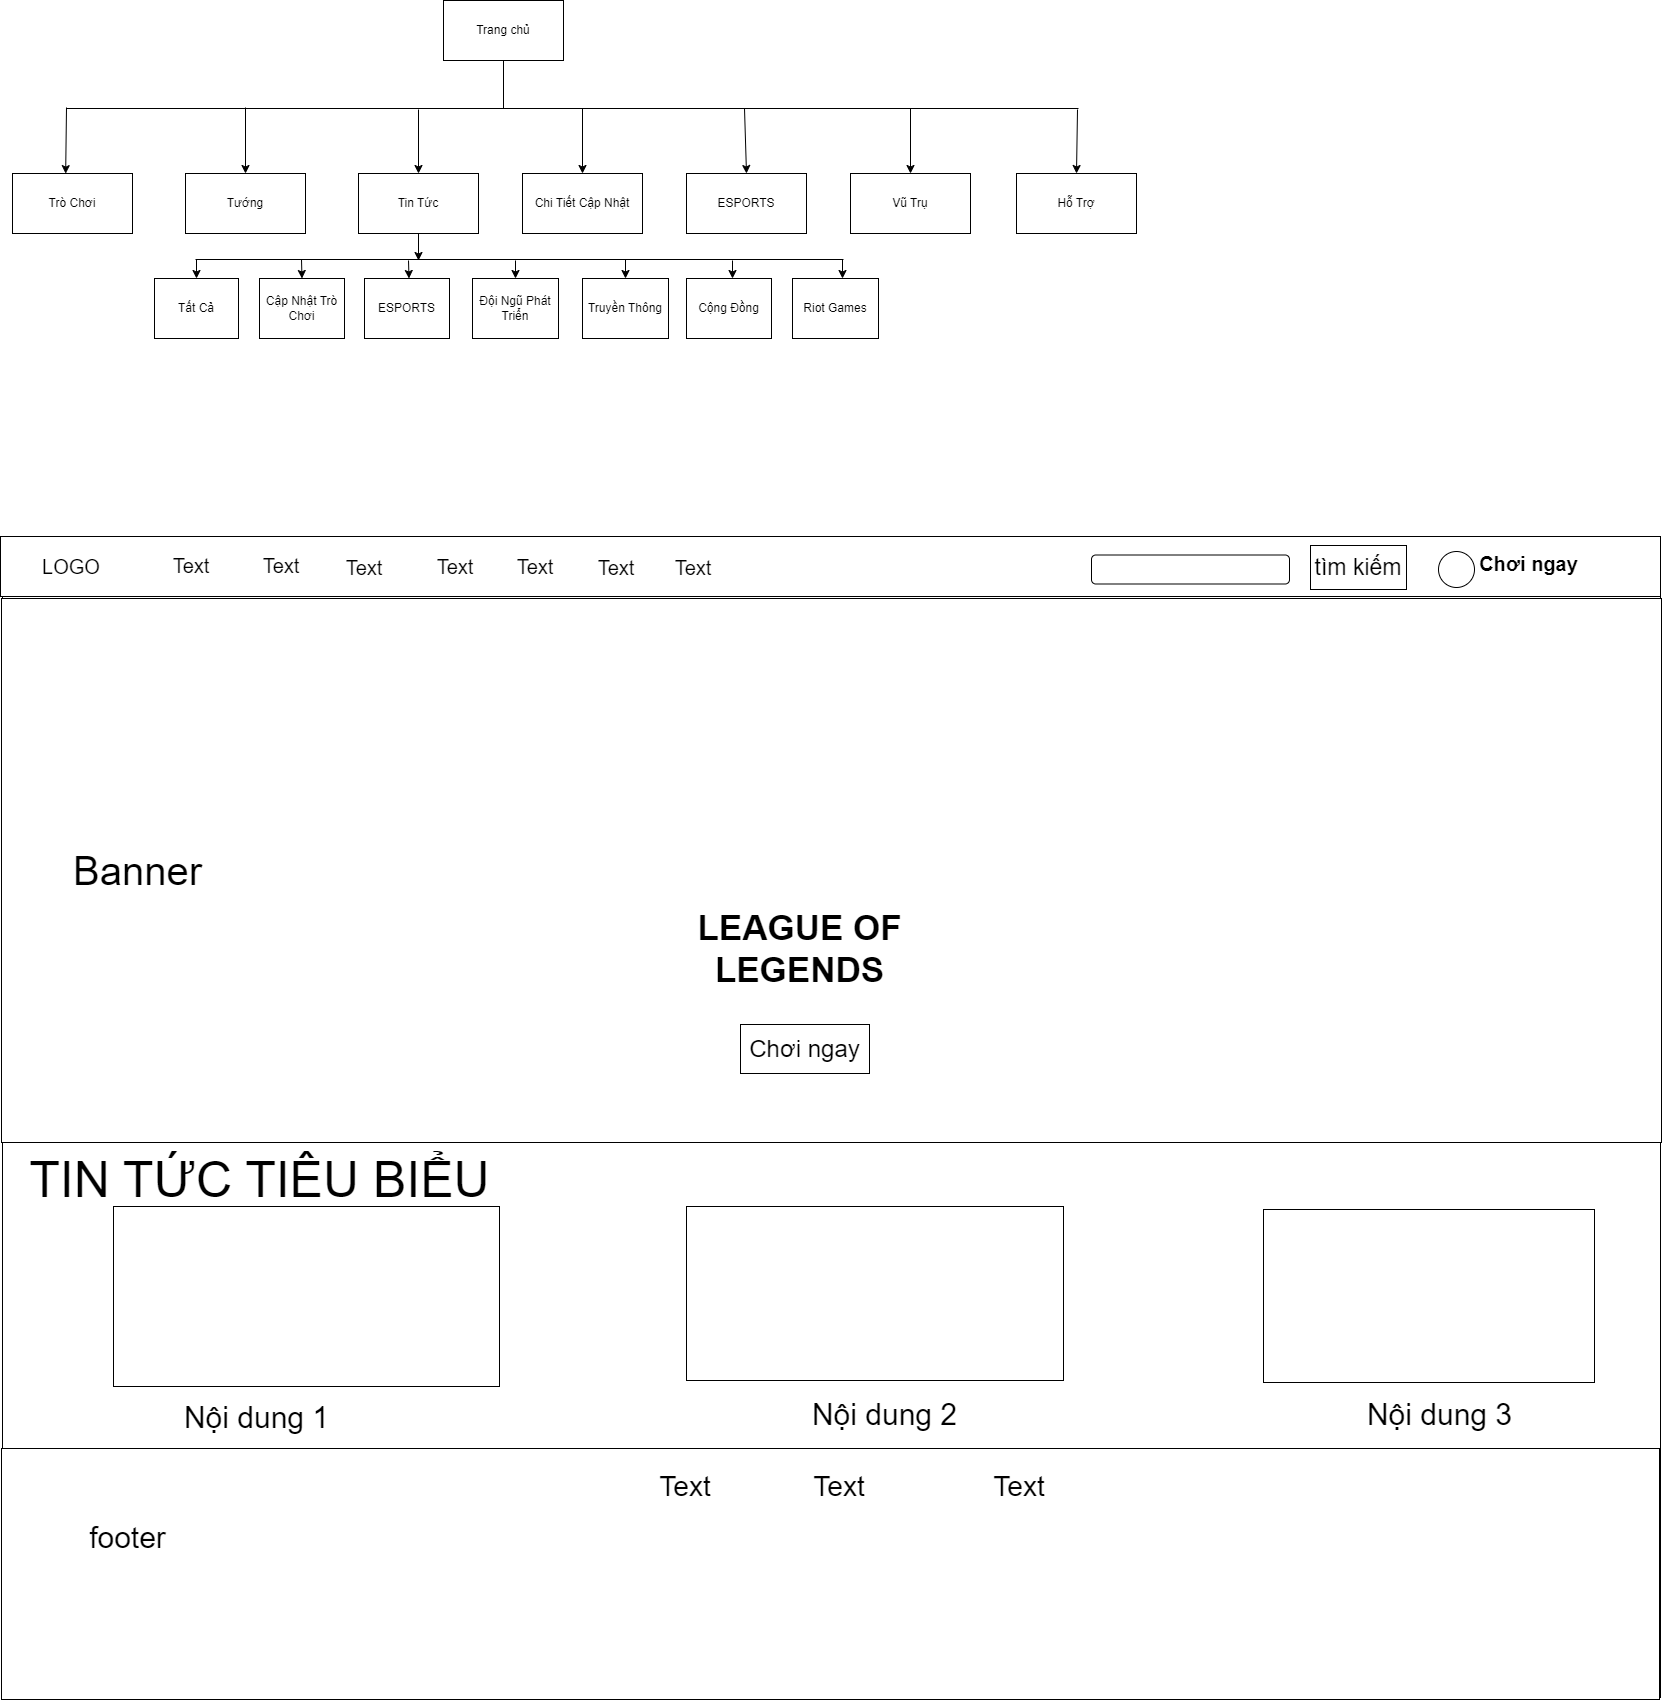 Trang chủ
Trò Chơi
Tướng
Tin Tức
Chi Tiết Cập Nhật
ESPORTS
Vũ Trụ
Hỗ Trợ
Tất Cả
Cập Nhật Trò
Chơi
ESPORTS
Đội Ngũ Phát
Triển
Truyền Thông
Cộng Đồng
Riot Games
LOGO
Text
Text
Text
Text
Text
Text
Text
tìm kiếm
Chơi ngay
Banner
LEAGUE OF
LEGENDS
Chơi ngay
TIN TỨC TIÊU BIỂU
Nội dung 1
Nội dung 2
Nội dung 3
Text
Text
Text
footer